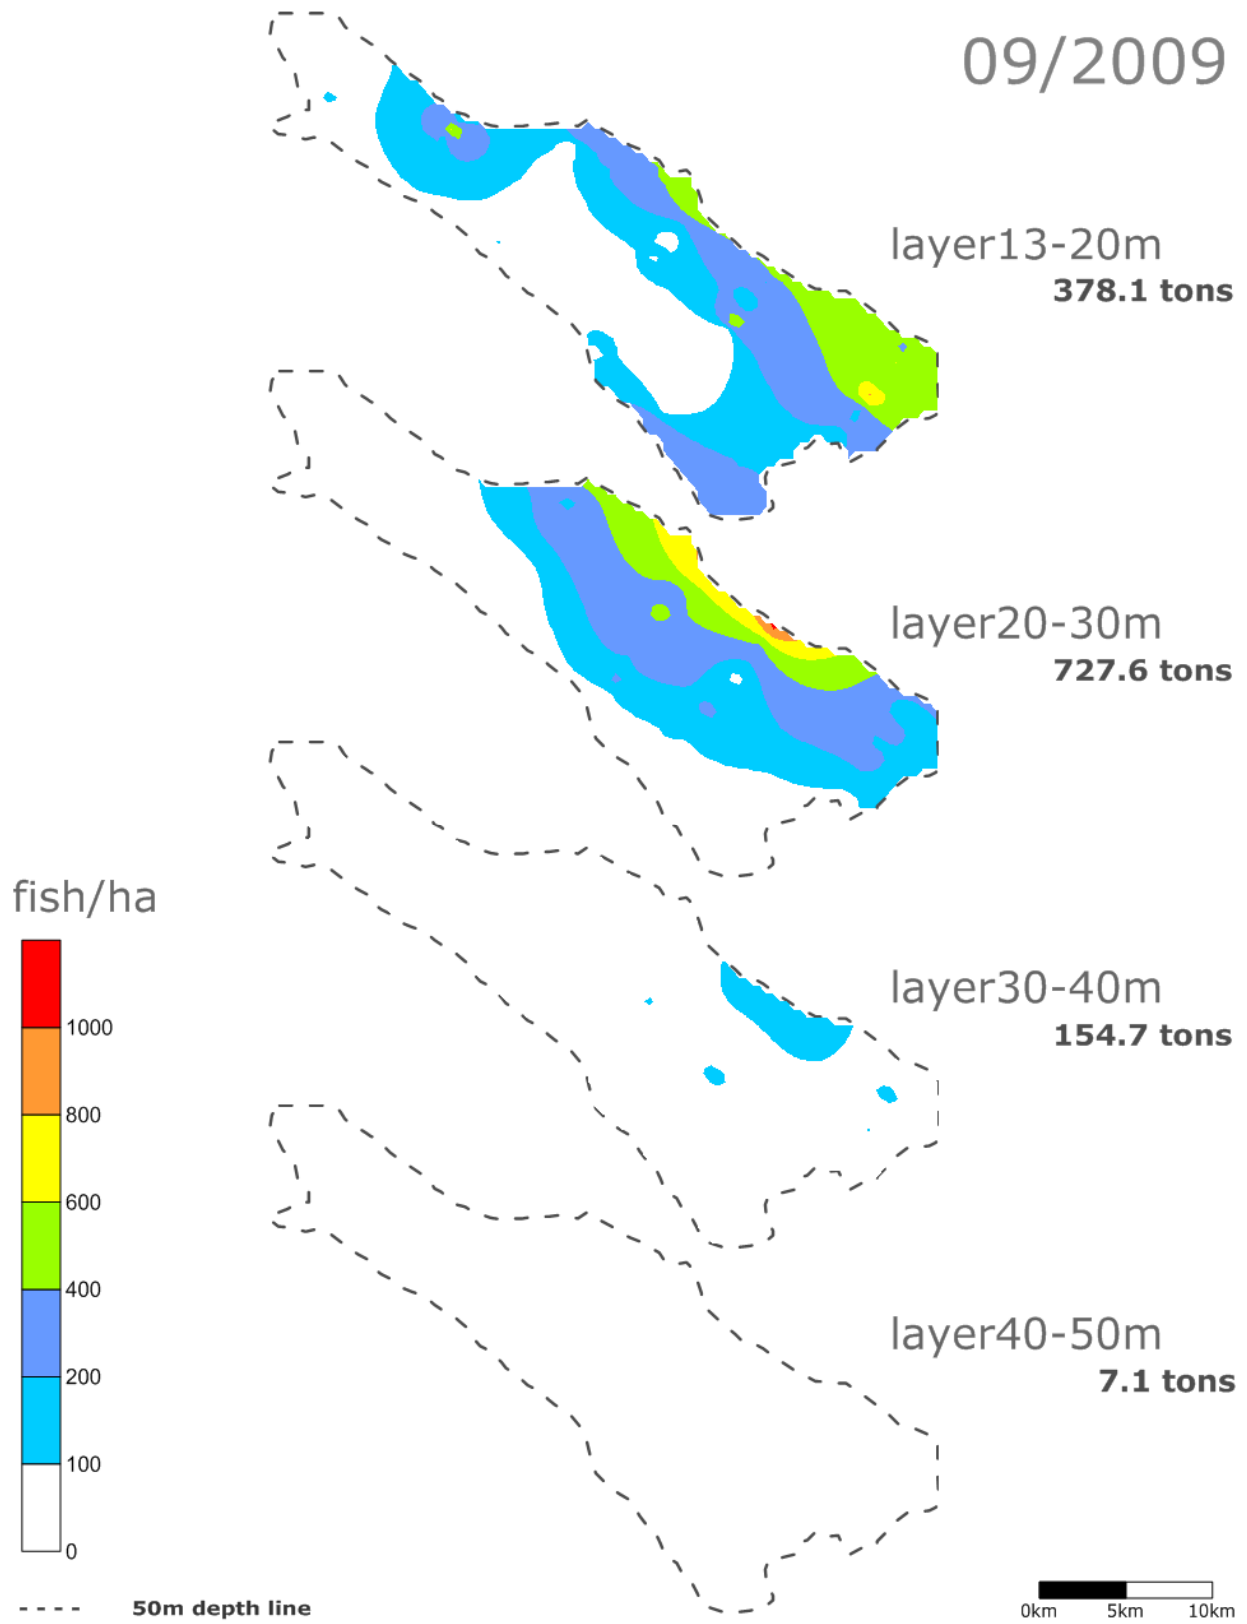 09/2009
layer13-20m
378.1 tons
layer20-30m
727.6 tons
fish/ha
layer30-40m
154.7 tons
1000
800
600
400
200
100
0
layer40-50m
7.1 tons
50m depth line
0km 5km 10km